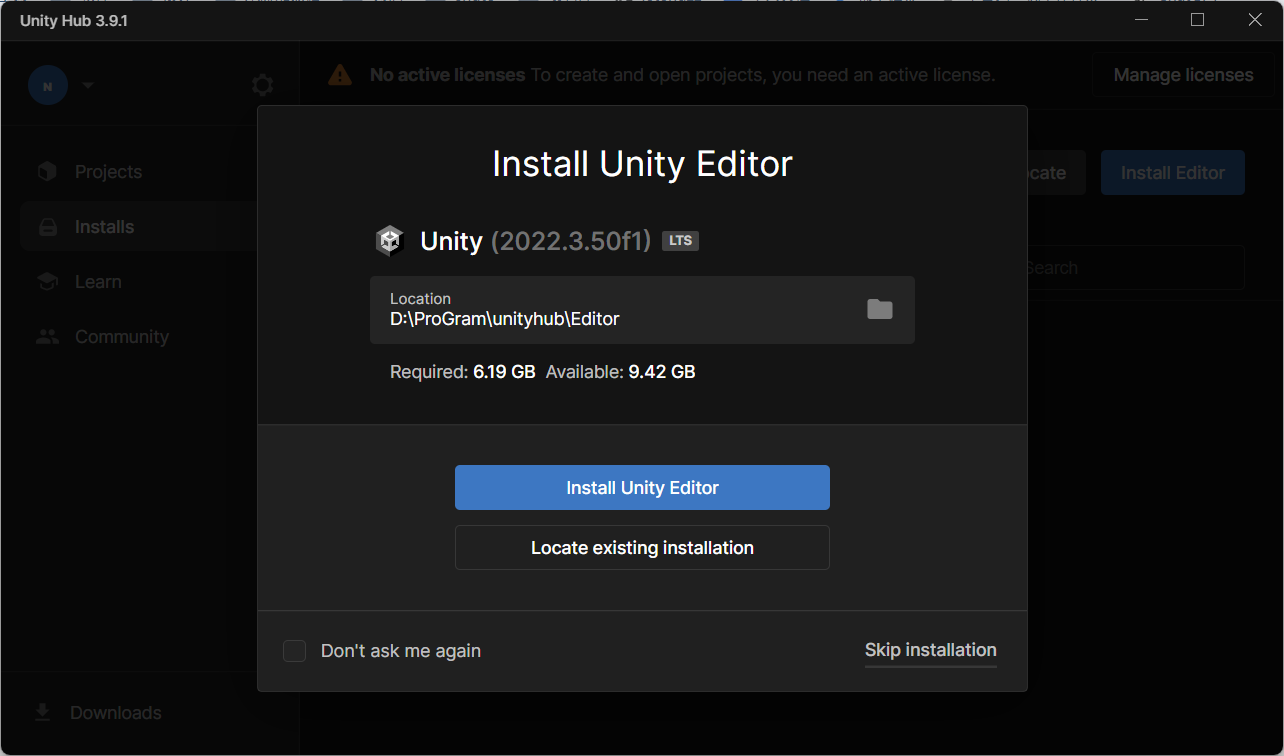 Unity Hub 3.9.1
N
No active licenses To create and open projects, you need an active license.
Manage licenses
Projects
Installs
Learn
Community
Downloads
cate
Install Editor
Search
Install Unity Editor
Unity (2022.3.50f1) LTS
Location
D:\ProGram\unityhub\Editor
Required: 6.19 GB Available: 9.42 GB
Install Unity Editor
Locate existing installation
Don't ask me again
Skip installation